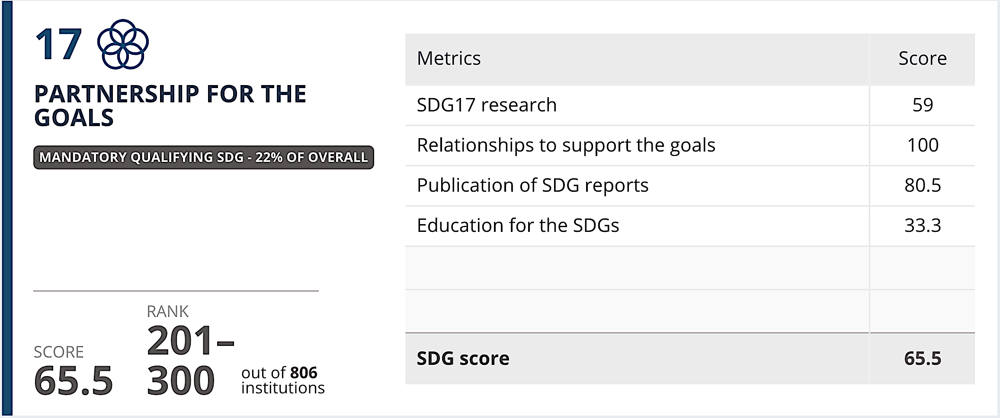 17
PARTNERSHIP FOR THE
GOALS
MANDATORY QUALIFYING SDG - 22% OF OVERALL
SCORE
65.5
RANK
201–
300
out of 806
institutions
Metrics Score
SDG17 research 59
Relationships to support the goals 100
Publication of SDG reports 80.5
Education for the SDGs 33.3
SDG score 65.5